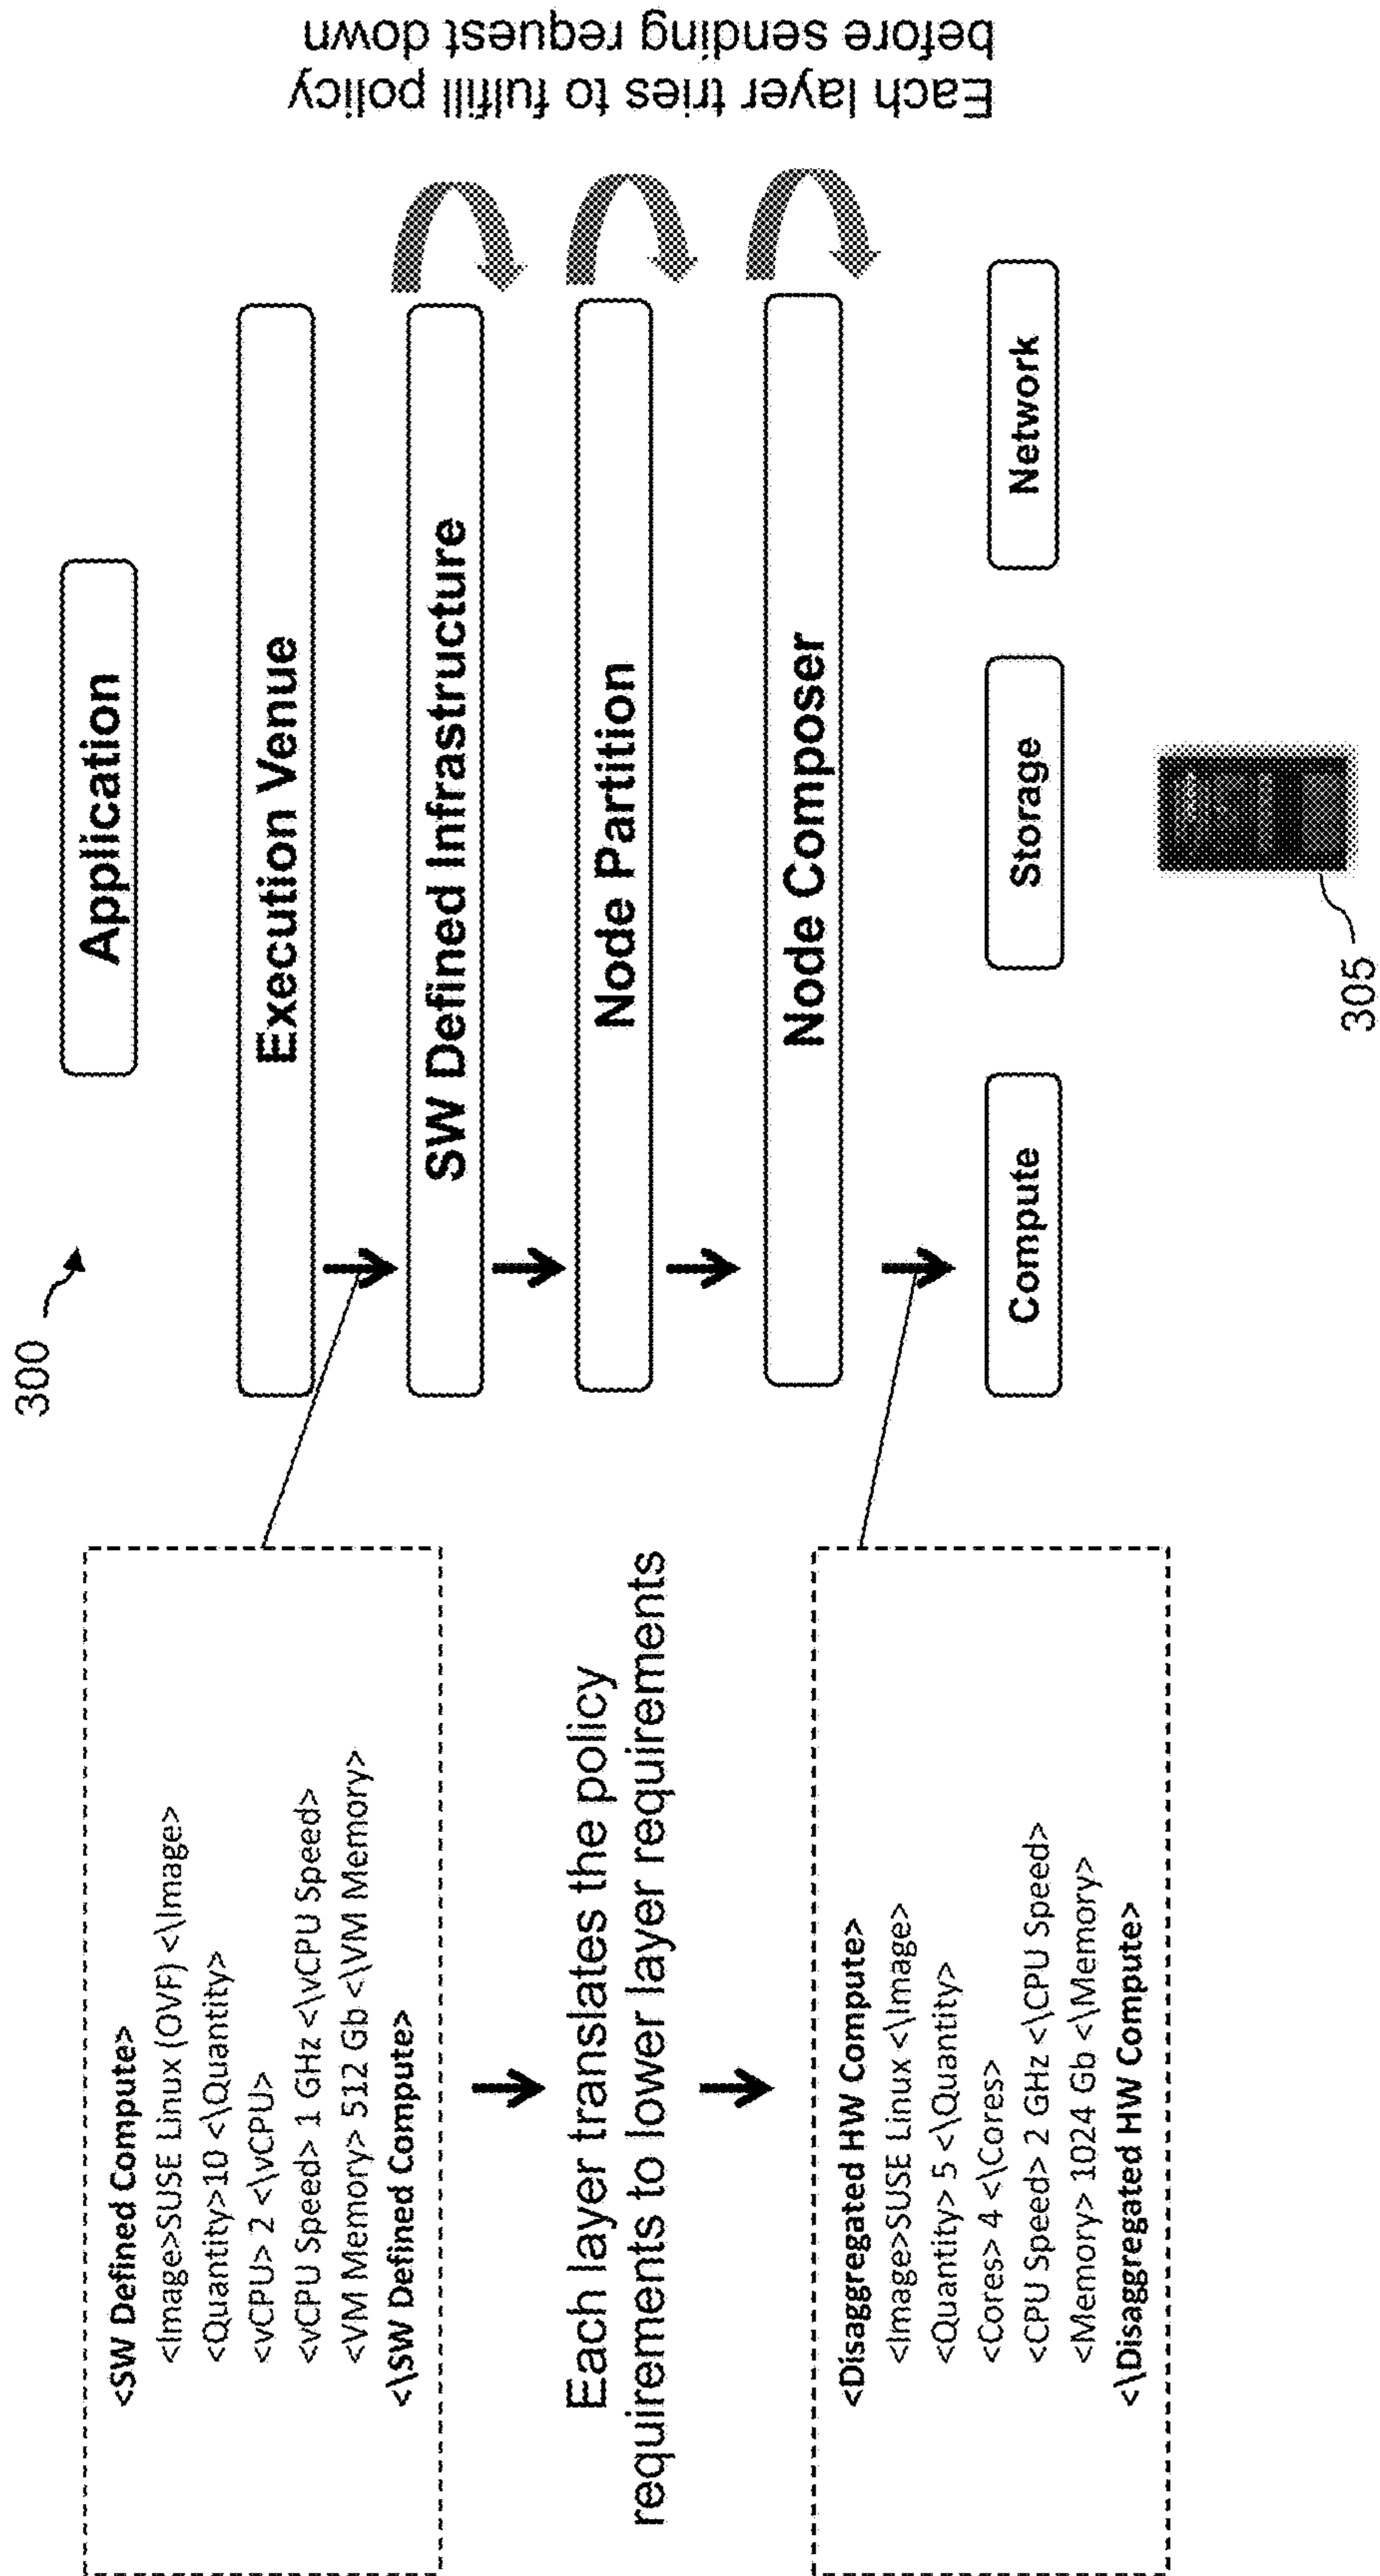 300
<SW Defined Compute>
<Image>SUSE Linux (OVF) <\Image>
<Quantity>10 <\Quantity>
<vCPU> 2 <\vCPU>
<vCPU Speed> 1 GHz <\vCPU Speed>
<VM Memory> 512 Gb <\VM Memory>
<\SW Defined Compute>
Each layer translates the policy
requirements to lower layer requirements
<Disaggregated HW Compute>
<Image>SUSE Linux <\Image>
<Quantity> 5 <\Quantity>
<Cores> 4 <\Cores>
<CPU Speed> 2 GHz <\CPU Speed>
<Memory> 1024 Gb <\Memory>
<\Disaggregated HW Compute>
Application
Execution Venue
SW Defined Infrastructure
Node Partition
Node Composer
Compute
Storage
Network
305
Each layer tries to fulfill policy
before sending request down